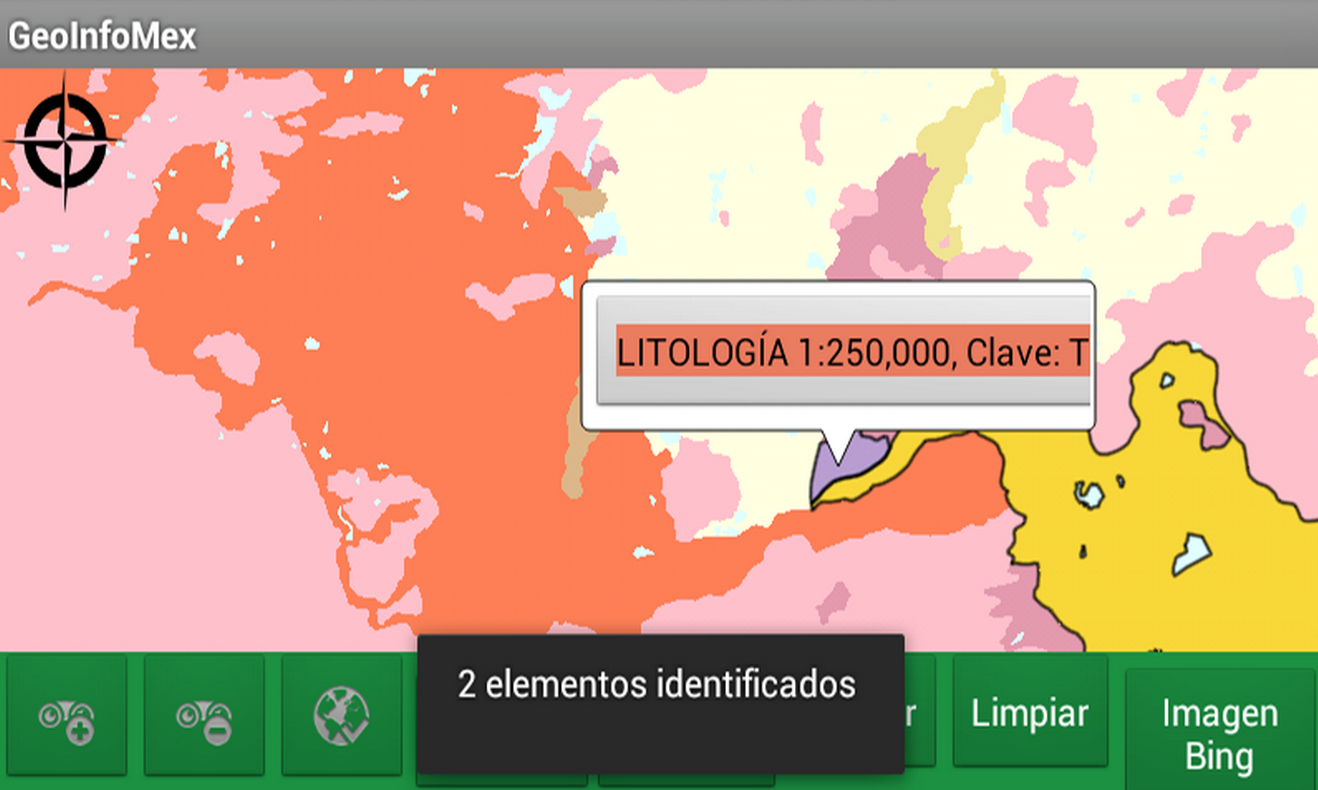 GeoInfoMex
LITOLOGÍA 1:250,000, Clave: T
2 elementos identificados
r
Limpiar
Imagen
Bing